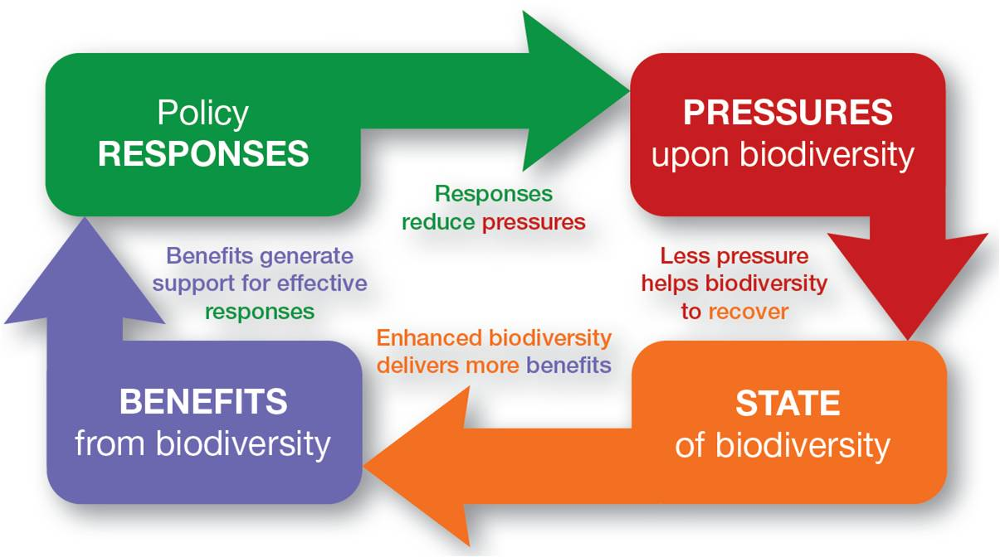 Policy
RESPONSES
PRESSURES
upon biodiversity
Responses
reduce pressures
Less pressure
helps biodiversity
to recover
STATE
of biodiversity
Enhanced biodiversity
delivers more benefits
BENEFITS
from biodiversity
Benefits generate
support for effective
responses